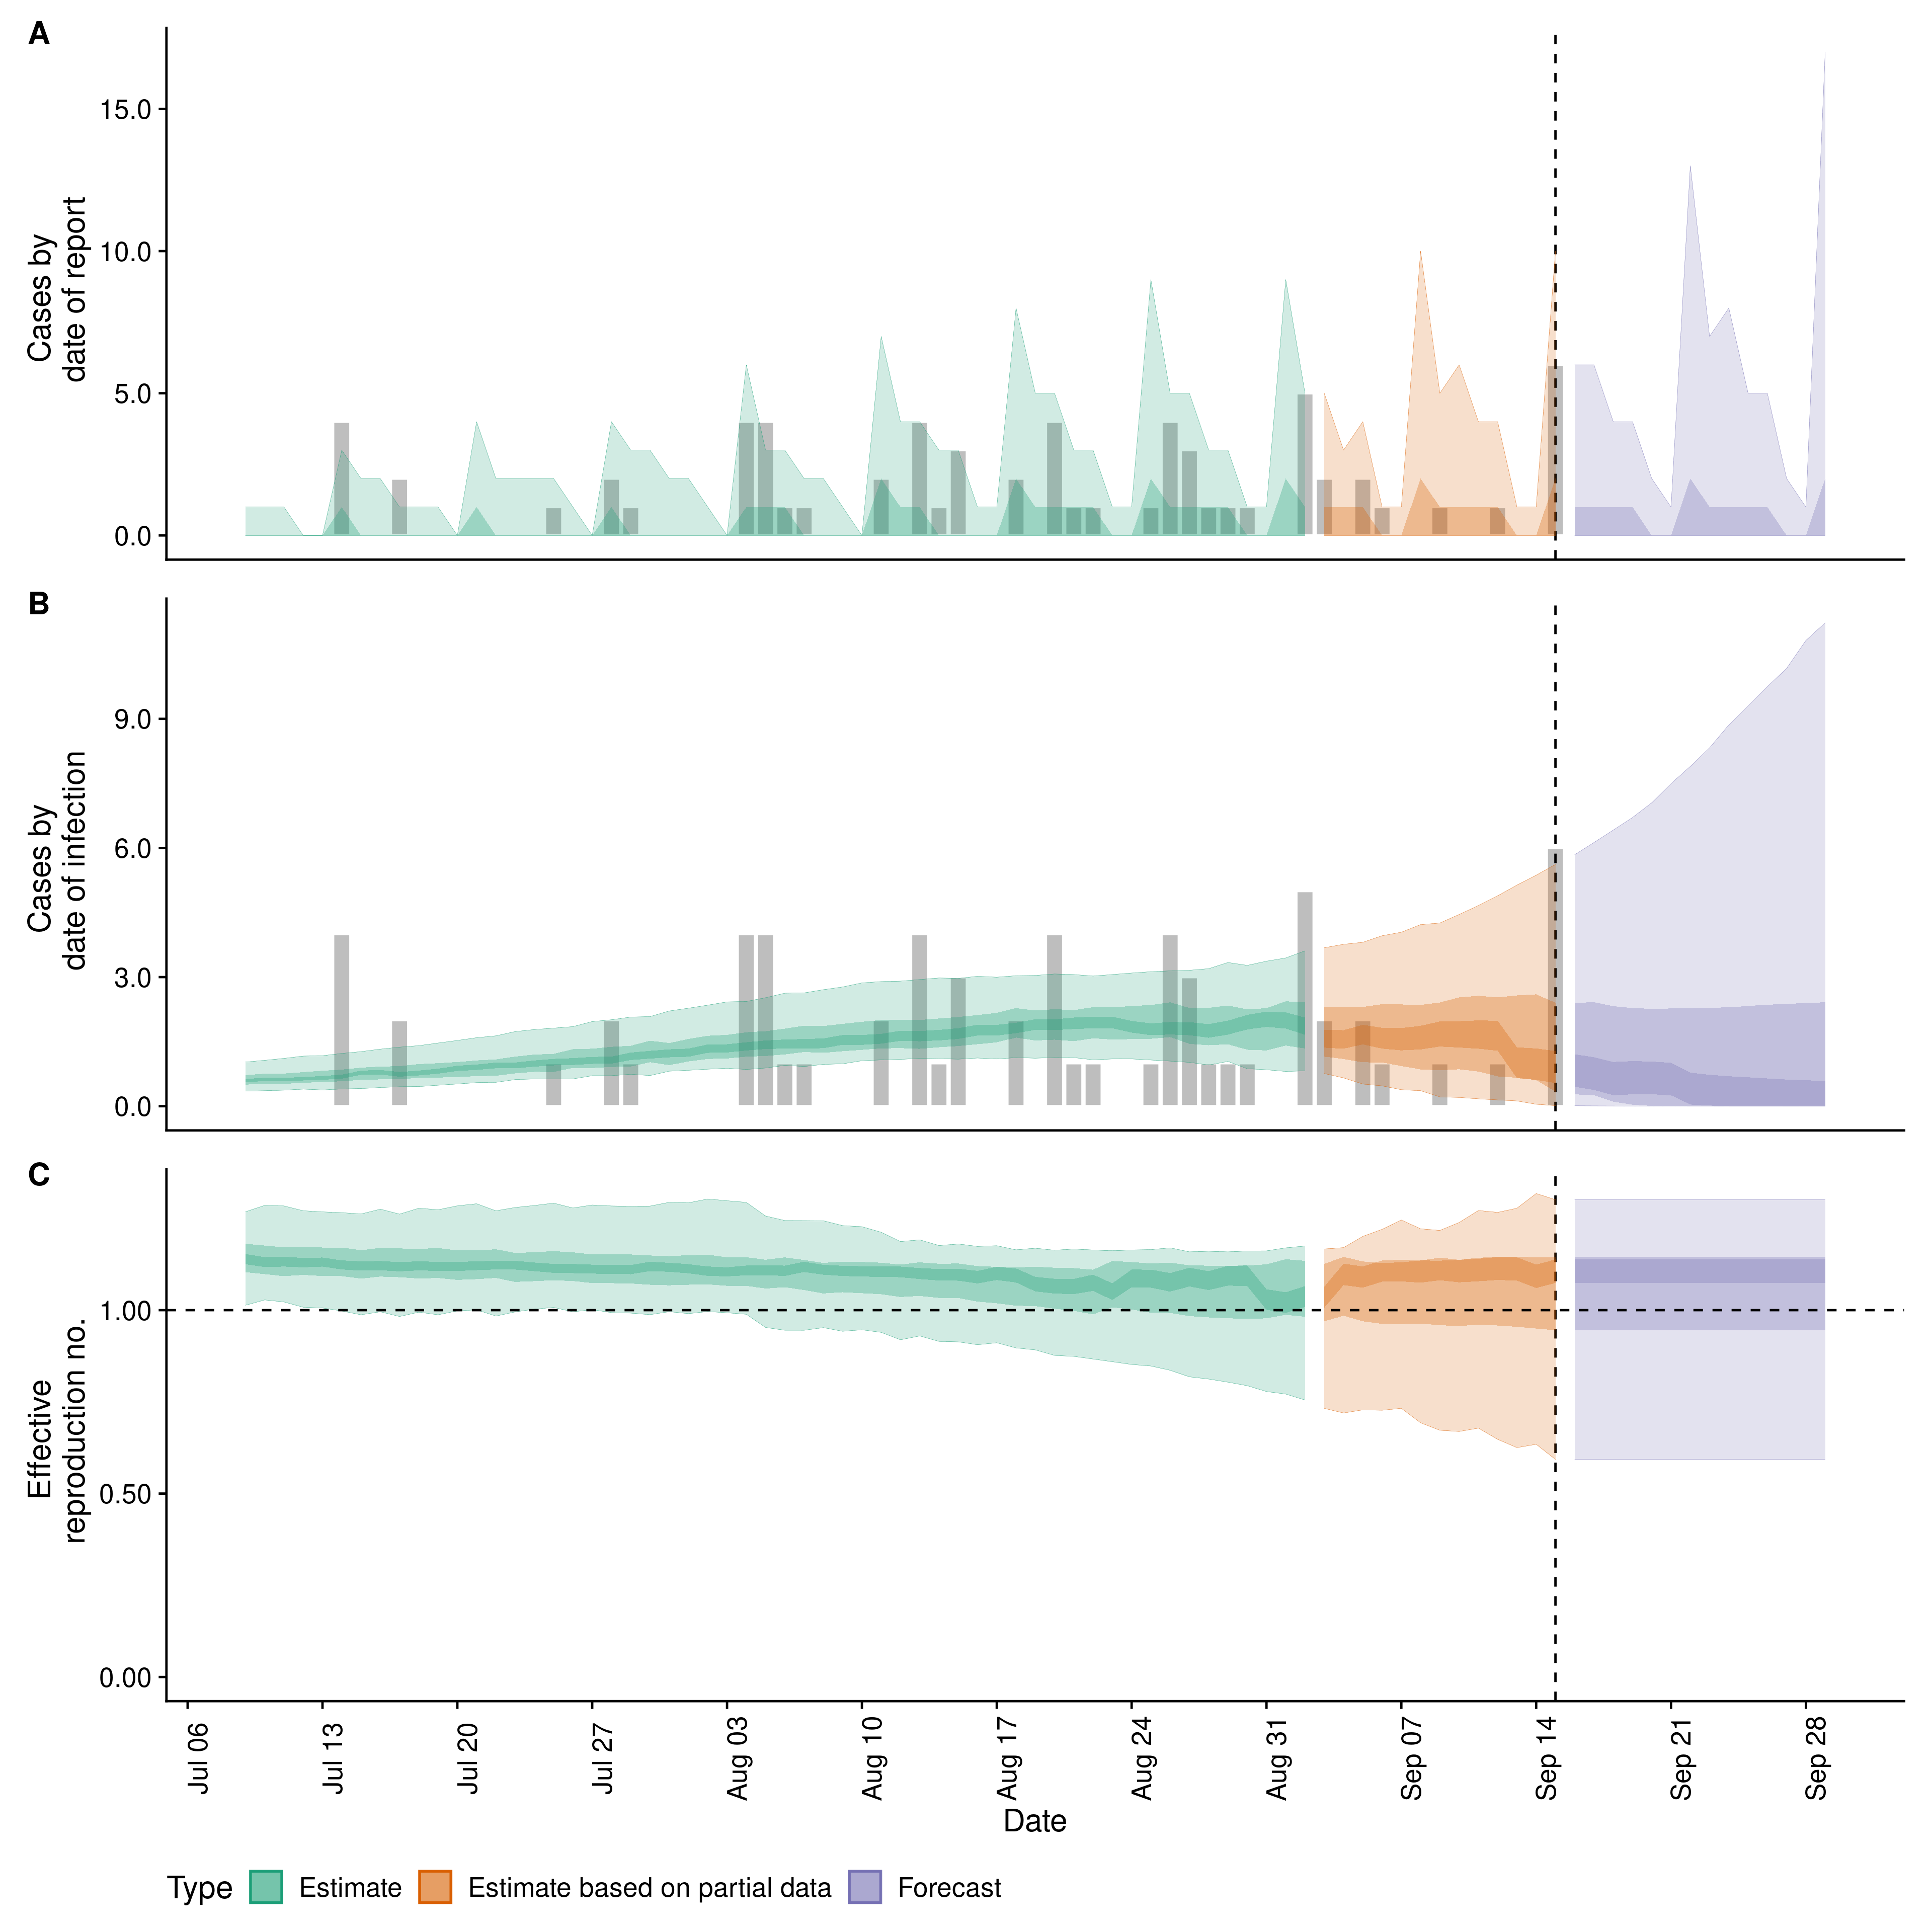 A
Cases by
date of report
15.0
10.0
5.0
0.0
B
Cases by
date of infection
9.0
6.0
3.0
0.0
C
Effective
reproduction no.
1.00
0.50
0.00
Jul 06
Jul 13
Jul 20
Jul 27
Aug 03
Aug 10
Aug 17
Aug 24
Aug 31
Sep 07
Sep 14
Sep 21
Sep 28
Date
Type Estimate Estimate based on partial data Forecast